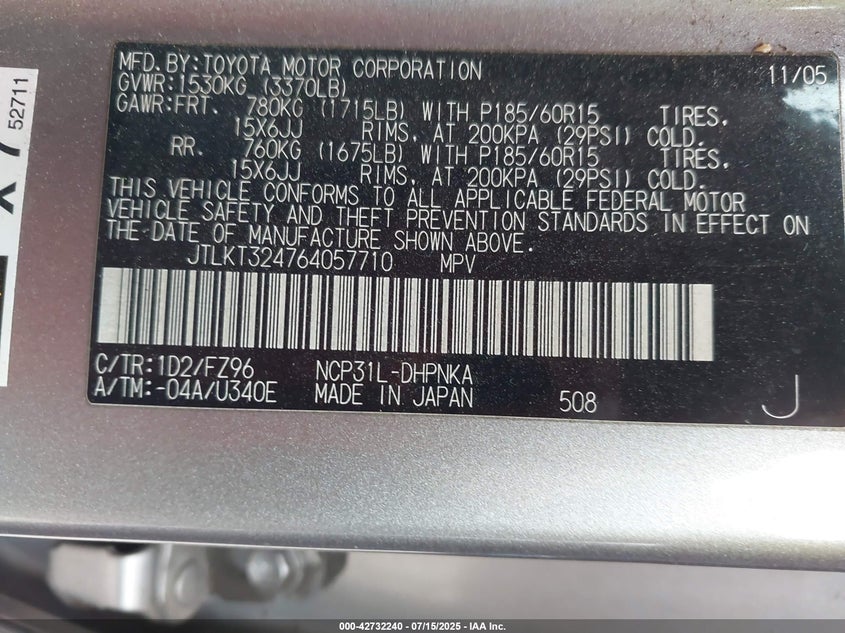 MFD. BY: TOYOTA MOTOR CORPORATION 11/05
GVWR: 1530KG (3370LB)
GAWR: FRT. 780KG (1715LB) WITH P185/60R15 TIRES.
15X6JJ RIMS, AT 200KPA (29PSI) COLD.
RR. 760KG (1675LB) WITH P185/60R15 TIRES.
15X6JJ RIMS, AT 200KPA (29PSI) COLD.
THIS VEHICLE CONFORMS TO ALL APPLICABLE FEDERAL MOTOR
VEHICLE SAFETY AND THEFT PREVENTION STANDARDS IN EFFECT ON
THE DATE OF MANUFACTURE SHOWN ABOVE.
JTLKT324764057710 MPV
C/TR: 1D2/FZ96 NCP31L-DHPNKA
A/TM: -04A/U340E MADE IN JAPAN 508 J
52711
000-42732240 - 07/15/2025 - IAA Inc.